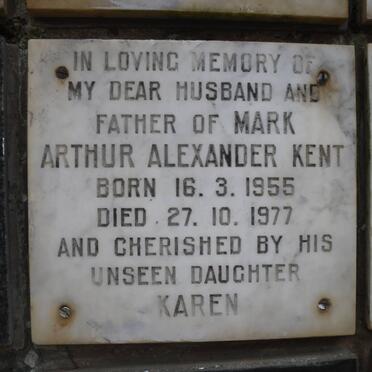 IN LOVING MEMORY OF
MY DEAR HUSBAND AND
FATHER OF MARK
ARTHUR ALEXANDER KENT
BORN 16. 3. 1955
DIED . 27. 10. 1977
AND CHERISHED BY HIS
UNSEEN DAUGHTER
KAREN